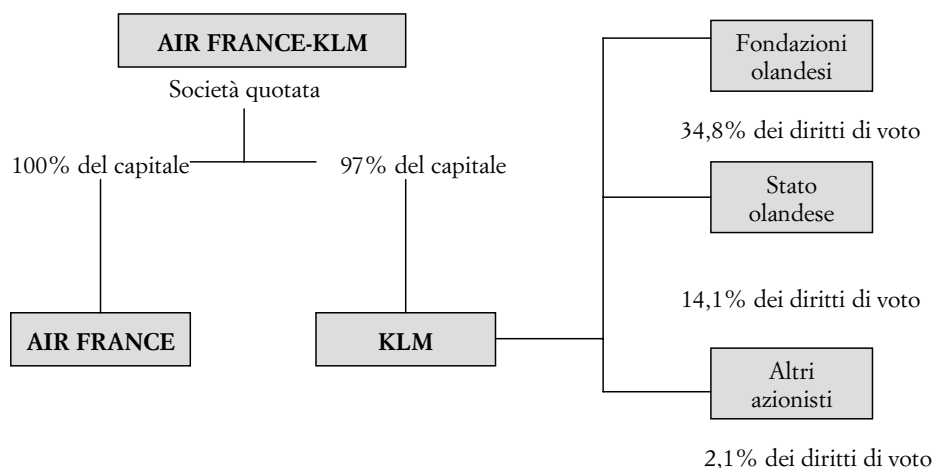 AIR FRANCE-KLM
Società quotata
100% del capitale
97% del capitale
AIR FRANCE
KLM
Fondazioni
olandesi
34,8% dei diritti di voto
Stato
olandese
14,1% dei diritti di voto
Altri
azionisti
2,1% dei diritti di voto